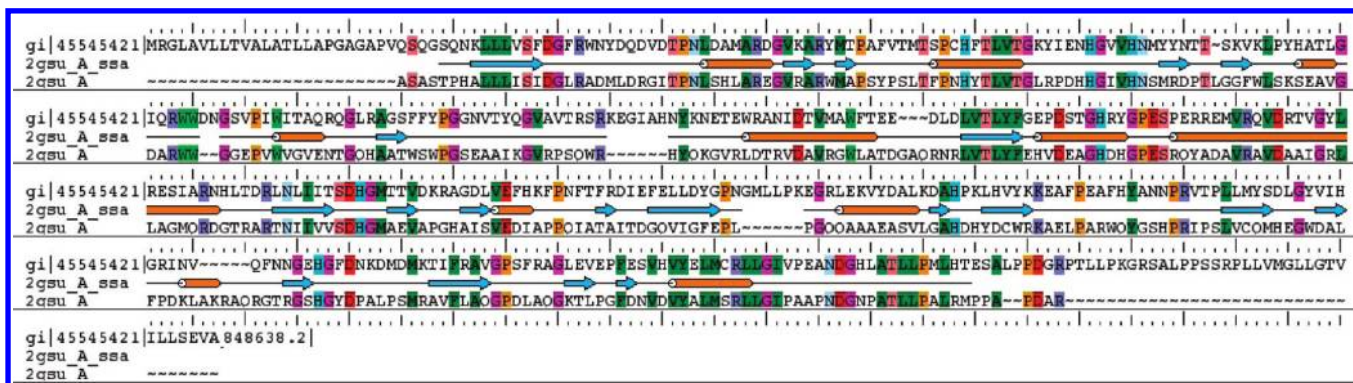 gi|45545421|MRGLAVLLTVALATLLAPGAGAPVQSQGSQNKLLLVSFDGFRWNYDQDVDTPNLDAMARDGVKARYMTPAFVTMTSPCHFTLVTGKYIENHGVVHNMYYNTT~SKVKLPYHATLG
2gsu_A_ssa
2gsu_A ~~~~~~~~~~~~~~~~~~~~~~~~ASASTPHALLLISIDGLRADMLDRGITPNLSHLAREGVRARWMAPSYPSLTFPNHYTLVTGLRPDHHGIVHNSMRDPTLGGFWLSKSEAVG
gi|45545421|IQRWWDNGSVPIWITAQRQGLRAGSFFYPGGNVTYQGVAVTRSRKEGIAHNYKNETEWRANIDTVMAWFTEE~~~DLDLVTLYFGEPDSTGHRYGPESPERREMVRQVDRTVGYL
2gsu_A_ssa
2gsu_A DARWW~~GGEPVWVGVENTGQHAATWSWPGSEAAIKGVRPSQWR~~~~~~HYQKGVRLDTRVDAVRGWLATDGAQRNRLVTLYFEHVDEAGHDHGPESRQYADAVRAVDAAIGRL
gi|45545421|RESIARNHLTDRLNLIITSDHGMTTVDKRAGDLVEFHKFPNFTFRDIEFELLDYGPNGMLLPKEGRLEKVYDALKDAHPKLHVYKKEAFPEAFHYANNPRVTPLLMYSDLGYVIH
2gsu_A_ssa
2gsu_A LAGMQRDGTRARTNIIVVSDHGMAEVAPGHAISVEDIAPPQIATAITDGQVIGFEPL~~~~~~PGQQAAAEASVLGAHDHYDCWRKAELPARWQYGSHPRIPSLVCQMHEGWDAL
gi|45545421|GRINV~~~~~QFNNGEHGFDNKDMDMKTIFRAVGPSFRAGLEVEPFESVHVYELMCRLLGIVPEANDGHLATLLPMLHTESALPPDGRPTLLPKGRSALPPSSRPLLVMGLLGTV
2gsu_A_ssa
2gsu_A FPDKLAKRAQRGTRGSHGYDPALPSMRAVFLAQGPDLAQGKTLPGFDNVDVYALMSRLLGIPAAPNDGNPATLLPALRMPPA~~PDAR~~~~~~~~~~~~~~~~~~~~~~~~~~~
gi|45545421|ILLSEVA 848638.2|
2gsu_A_ssa
2gsu_A ~~~~~~~